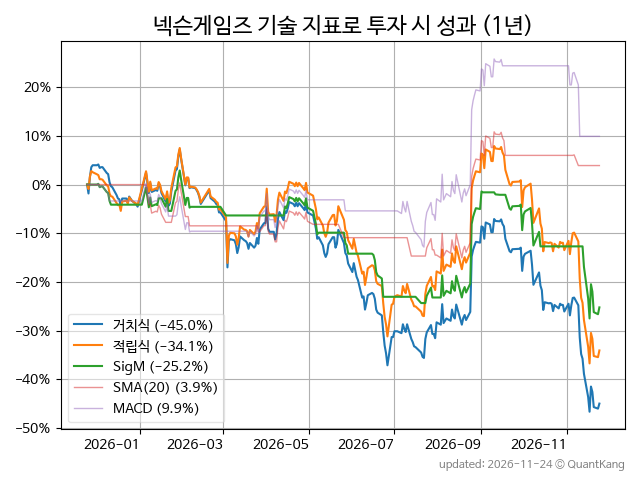 넥슨게임즈 기술 지표로 투자 시 성과 (1년)
20%
10%
0%
−10%
−20%
−30%
−40%
−50%
거치식 (−45.0%)
적립식 (−34.1%)
SigM (−25.2%)
SMA(20) (3.9%)
MACD (9.9%)
2026-01 2026-03 2026-05 2026-07 2026-09 2026-11
updated: 2026-11-24 © QuantKang